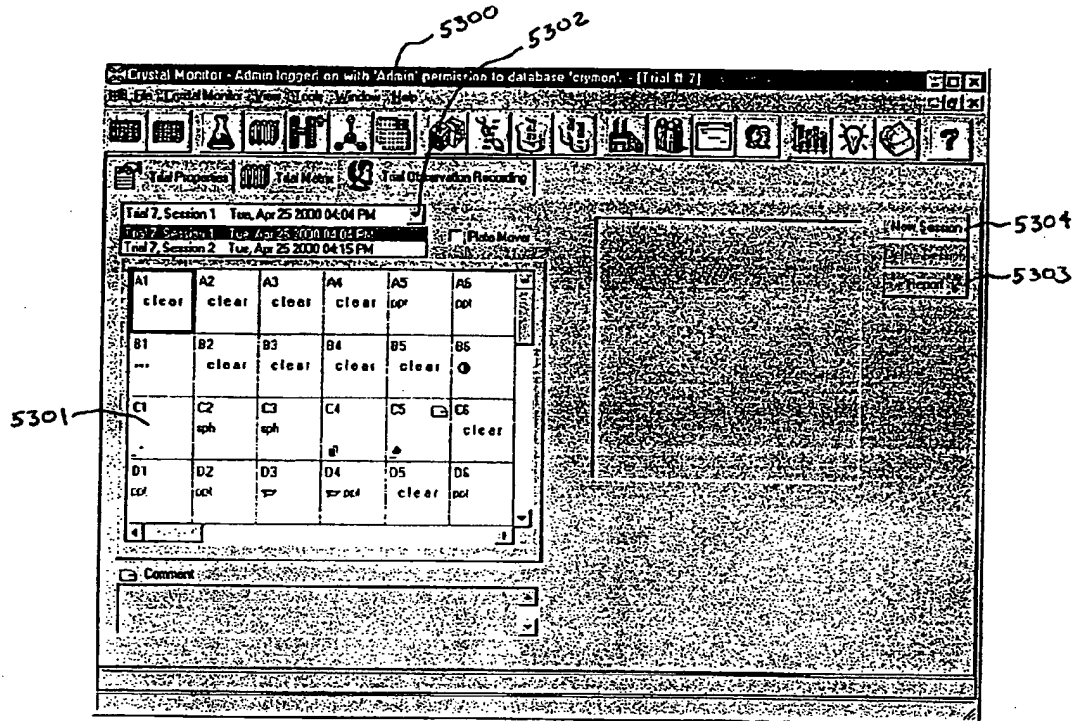 5300
5302
Crystal Monitor - Admin logged on with 'Admin' permission to database 'crymon'. - [Trial # 7]
File Crystal Monitor View Tools Window Help
Trial Properties Trial Matrix Trial Observation Recording
Trial 7, Session 1 Tue, Apr 25 2000 04:04 PM
Trial 7, Session 1 Tue, Apr 25 2000 04:04 PM
Trial 7, Session 2 Tue, Apr 25 2000 04:15 PM
Plate Mover
New Session
5304
Report
5303
A1 A2 A3 A4 A5 A6
clear clear clear clear ppt ppt
B1 B2 B3 B4 B5 B6
clear clear clear clear
5301
C1 C2 C3 C4 C5 C6
sph sph clear
D1 D2 D3 D4 D5 D6
ppt ppt ppt clear ppt
Comment